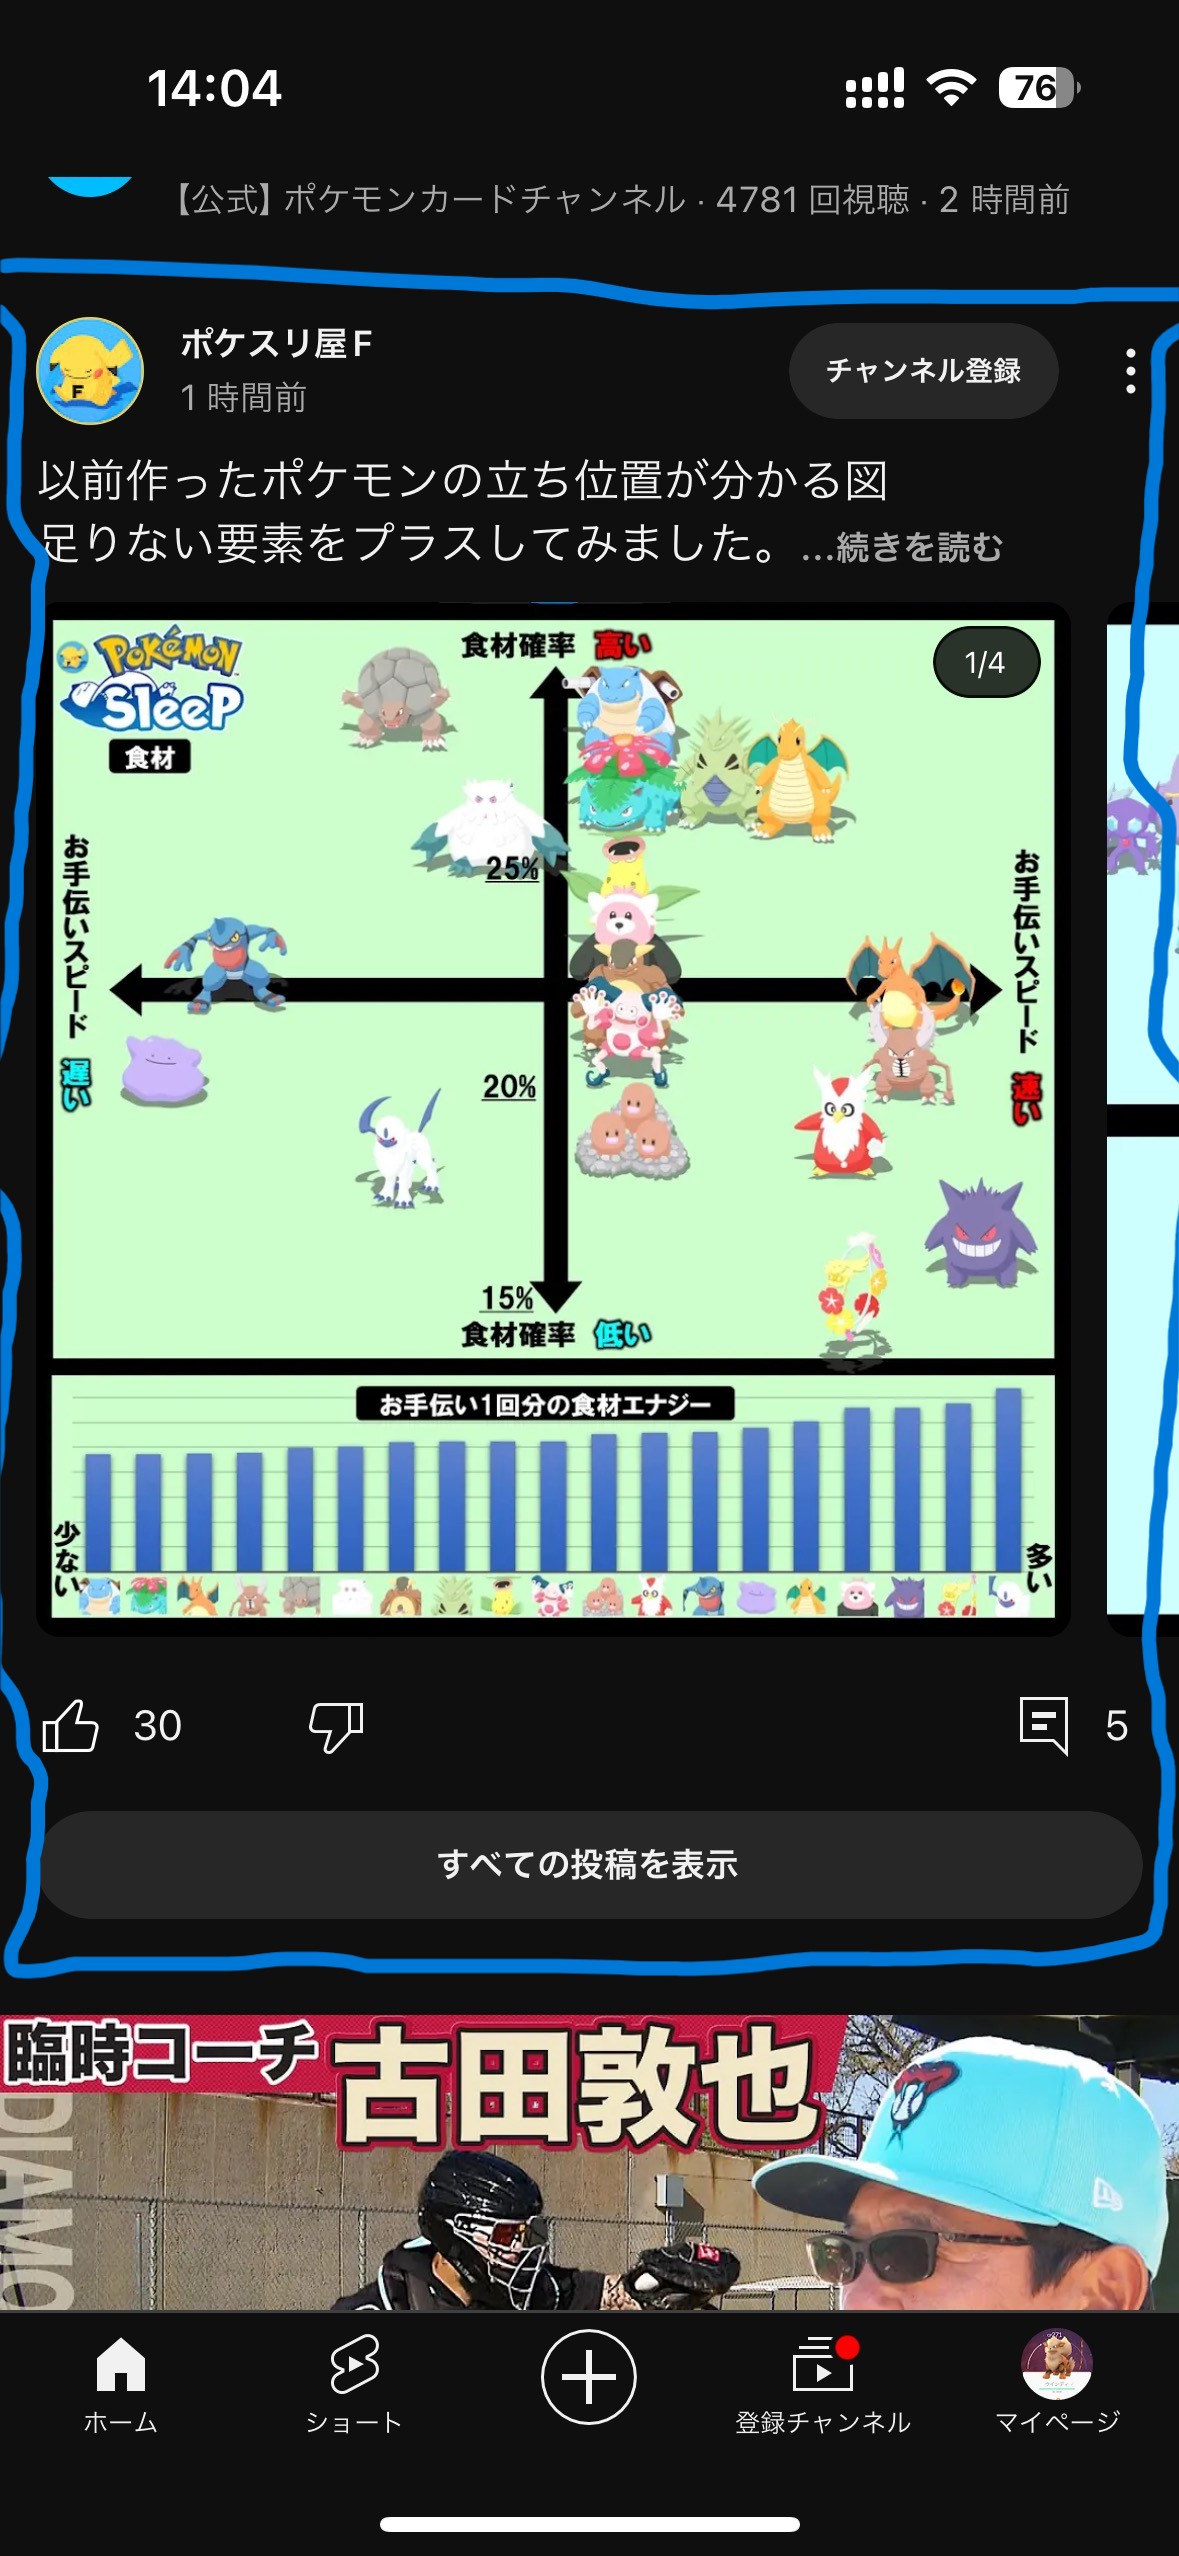 14:04
76
【公式】ポケモンカードチャンネル · 4781 回視聴 · 2 時間前
ポケスリ屋F
1 時間前
チャンネル登録
以前作ったポケモンの立ち位置が分かる図
足りない要素をプラスしてみました。...続きを読む
Pokémon Sleep
食材
食材確率 高い
1/4
25%
お手伝いスピード 遅い
お手伝いスピード 速い
20%
15%
食材確率 低い
お手伝い1回分の食材エナジー
少ない
多い
30
5
すべての投稿を表示
臨時コーチ 古田敦也
DIAMO
ホーム
ショート
登録チャンネル
マイページ